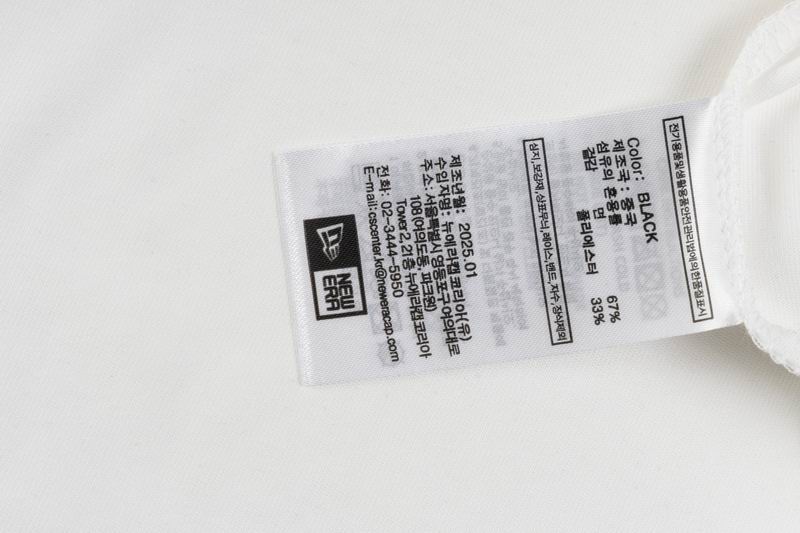 전기용품및생활용품안전관리법에의한품질표시
Color: BLACK
제조국 : 중국
섬유의 혼용률
겉감 면 67%
폴리에스터 33%
심지, 보강재, 상표무늬, 레이스, 밴드, 자수, 장식제외
제조년월: 2025.01
수입자명: 뉴에라캡코리아(유)
주소: 서울특별시 영등포구 여의대로
108(여의도동, 파크원)
Tower2, 21층 뉴에라캡코리아
전화: 02-3444-5950
E-mail:cscenter.kr@neweracap.com
NEW
ERA